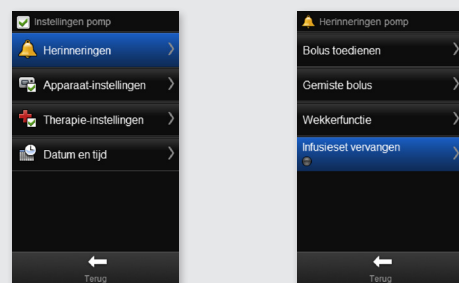 Instellingen pomp
Herinneringen
Apparaat-instellingen
Therapie-instellingen
Datum en tijd
Terug
Herinneringen pomp
Bolus toedienen
Gemiste bolus
Wekkerfunctie
Infusieset vervangen
Terug